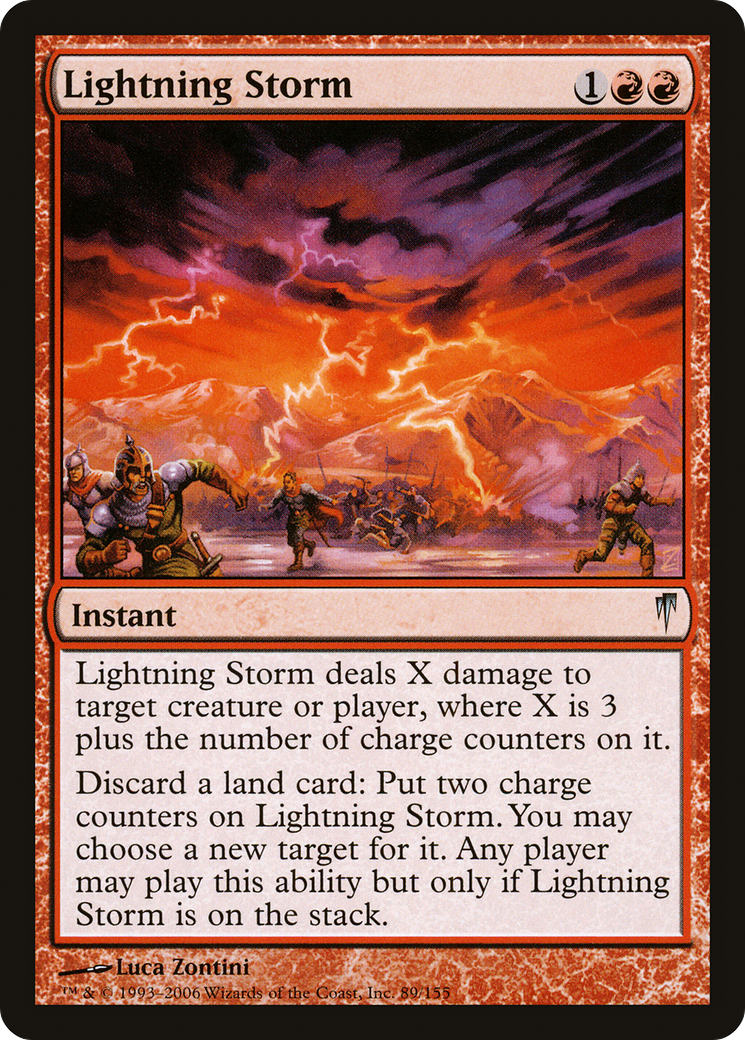 Lightning Storm 1
Instant
Lightning Storm deals X damage to
target creature or player, where X is 3
plus the number of charge counters on it.
Discard a land card: Put two charge
counters on Lightning Storm. You may
choose a new target for it. Any player
may play this ability but only if Lightning
Storm is on the stack.
Luca Zontini
™ & © 1993–2006 Wizards of the Coast, Inc. 89/155